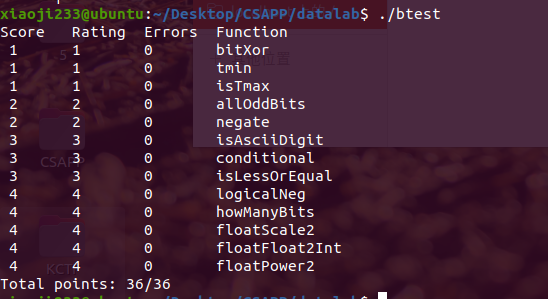 xiaoji233@ubuntu:~/Desktop/CSAPP/datalab$ ./btest
Score Rating Errors Function
1 1 0 bitXor
1 1 0 tmin
1 1 0 isTmax
2 2 0 allOddBits
2 2 0 negate
3 3 0 isAsciiDigit
3 3 0 conditional
3 3 0 isLessOrEqual
4 4 0 logicalNeg
4 4 0 howManyBits
4 4 0 floatScale2
4 4 0 floatFloat2Int
4 4 0 floatPower2
Total points: 36/36
CSAPP